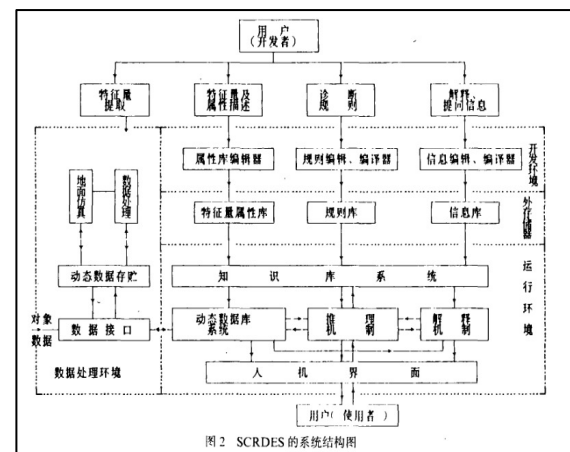 用 户
(开发者)
特征量
提取
特征量及
属性描述
诊 断
规 则
解释、
提问信息
属性库编辑器
规则编辑、编译器
信息编辑、编译器
开发环境
地面仿真
数据处理
特征量属性库
规则库
信息库
外存储器
动态数据存贮
知 识 库 系 统
运行环境
对象
数据
数据接口
动态数据库
系统
推 理
机 制
解 释
机 制
数据处理环境
人 机 界 面
用户(使用者)
图2 SCRDES 的系统结构图